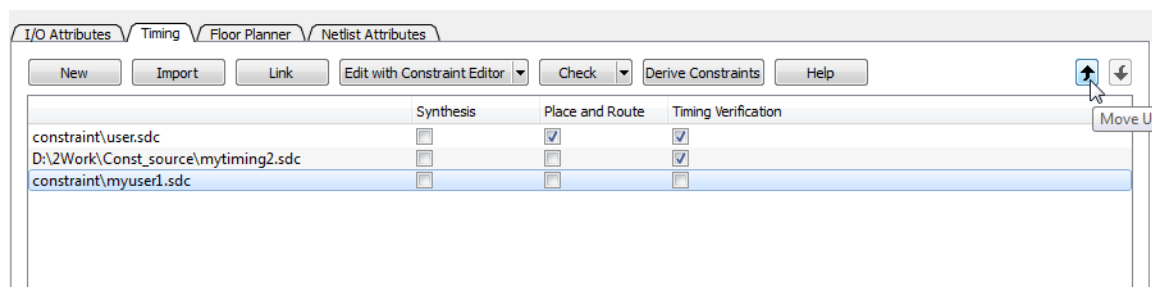 I/O Attributes Timing Floor Planner Netlist Attributes
New Import Link Edit with Constraint Editor Check Derive Constraints Help
Move U
Synthesis Place and Route Timing Verification
constraint\user.sdc
D:\2Work\Const_source\mytiming2.sdc
constraint\myuser1.sdc